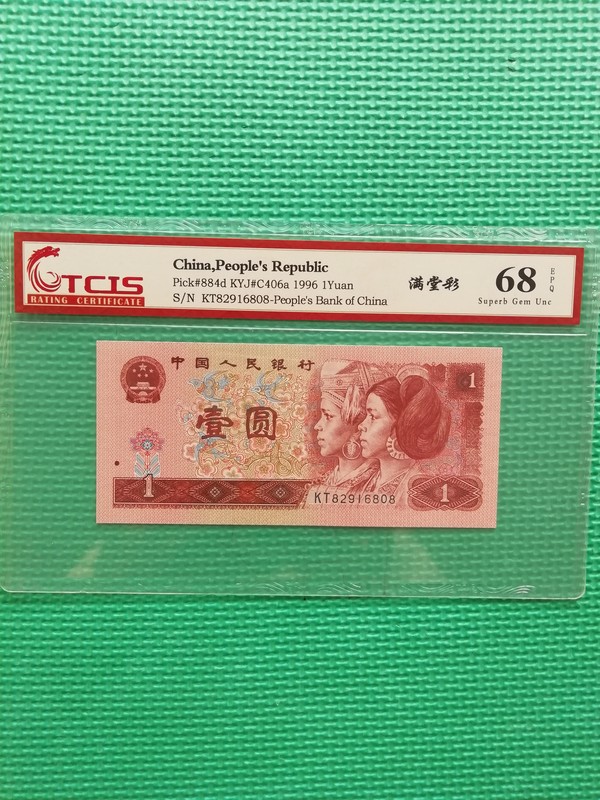 TCIS
RATING CERTIFICATE
China,People's Republic
Pick#884d KYJ#C406a 1996 1Yuan
S/N KT82916808-People's Bank of China
满堂彩
68
EPQ
Superb Gem Unc
中国人民银行
1
壹圆
1
KT82916808
1